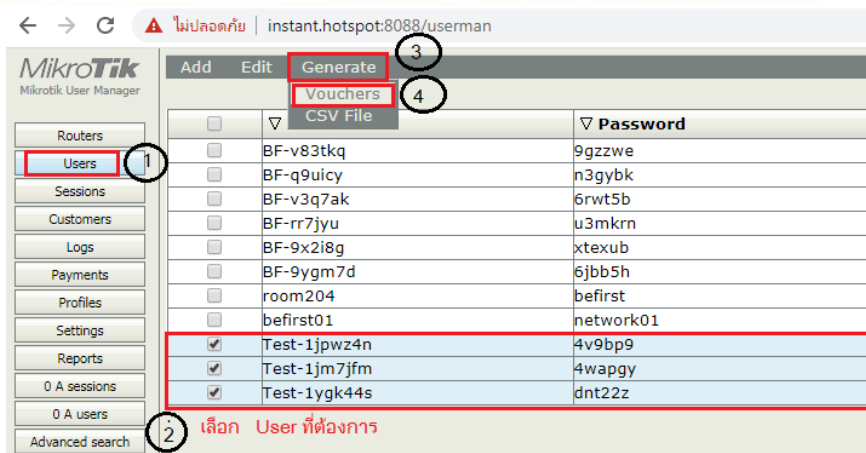 ไม่ปลอดภัย instant.hotspot:8088/userman
3
MikroTik Add Edit Generate
Mikrotik User Manager
Vouchers 4
CSV File
▽ ▽ Password
Routers
BF-v83tkq 9gzzwe
Users 1
BF-q9uicy n3gybk
Sessions
BF-v3q7ak 6rwt5b
Customers
BF-rr7jyu u3mkrn
Logs
BF-9x2i8g xtexub
Payments
BF-9ygm7d 6jbb5h
Profiles
room204 befirst
Settings
befirst01 network01
Reports
Test-1jpwz4n 4v9bp9
0 A sessions
Test-1jm7jfm 4wapgy
0 A users
Test-1ygk44s dnt22z
Advanced search
2 เลือก User ที่ต้องการ